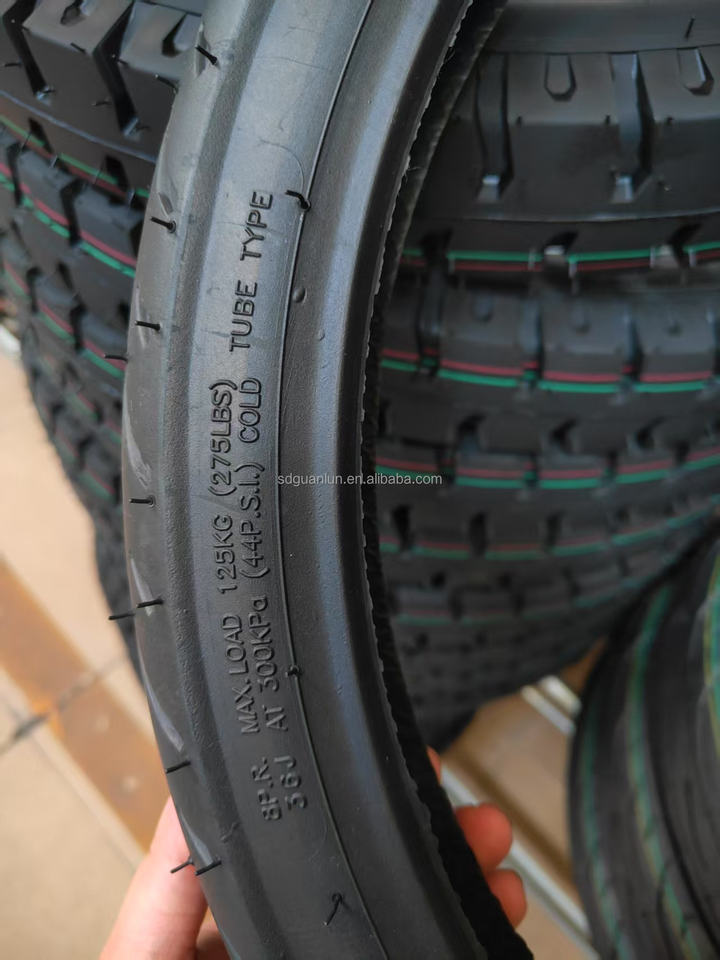 TUBE TYPE
MAX.LOAD 125KG (275LBS)
AT 300KPa (44P.S.I.) COLD
8P.R.
36J
sdguanlun.en.alibaba.com